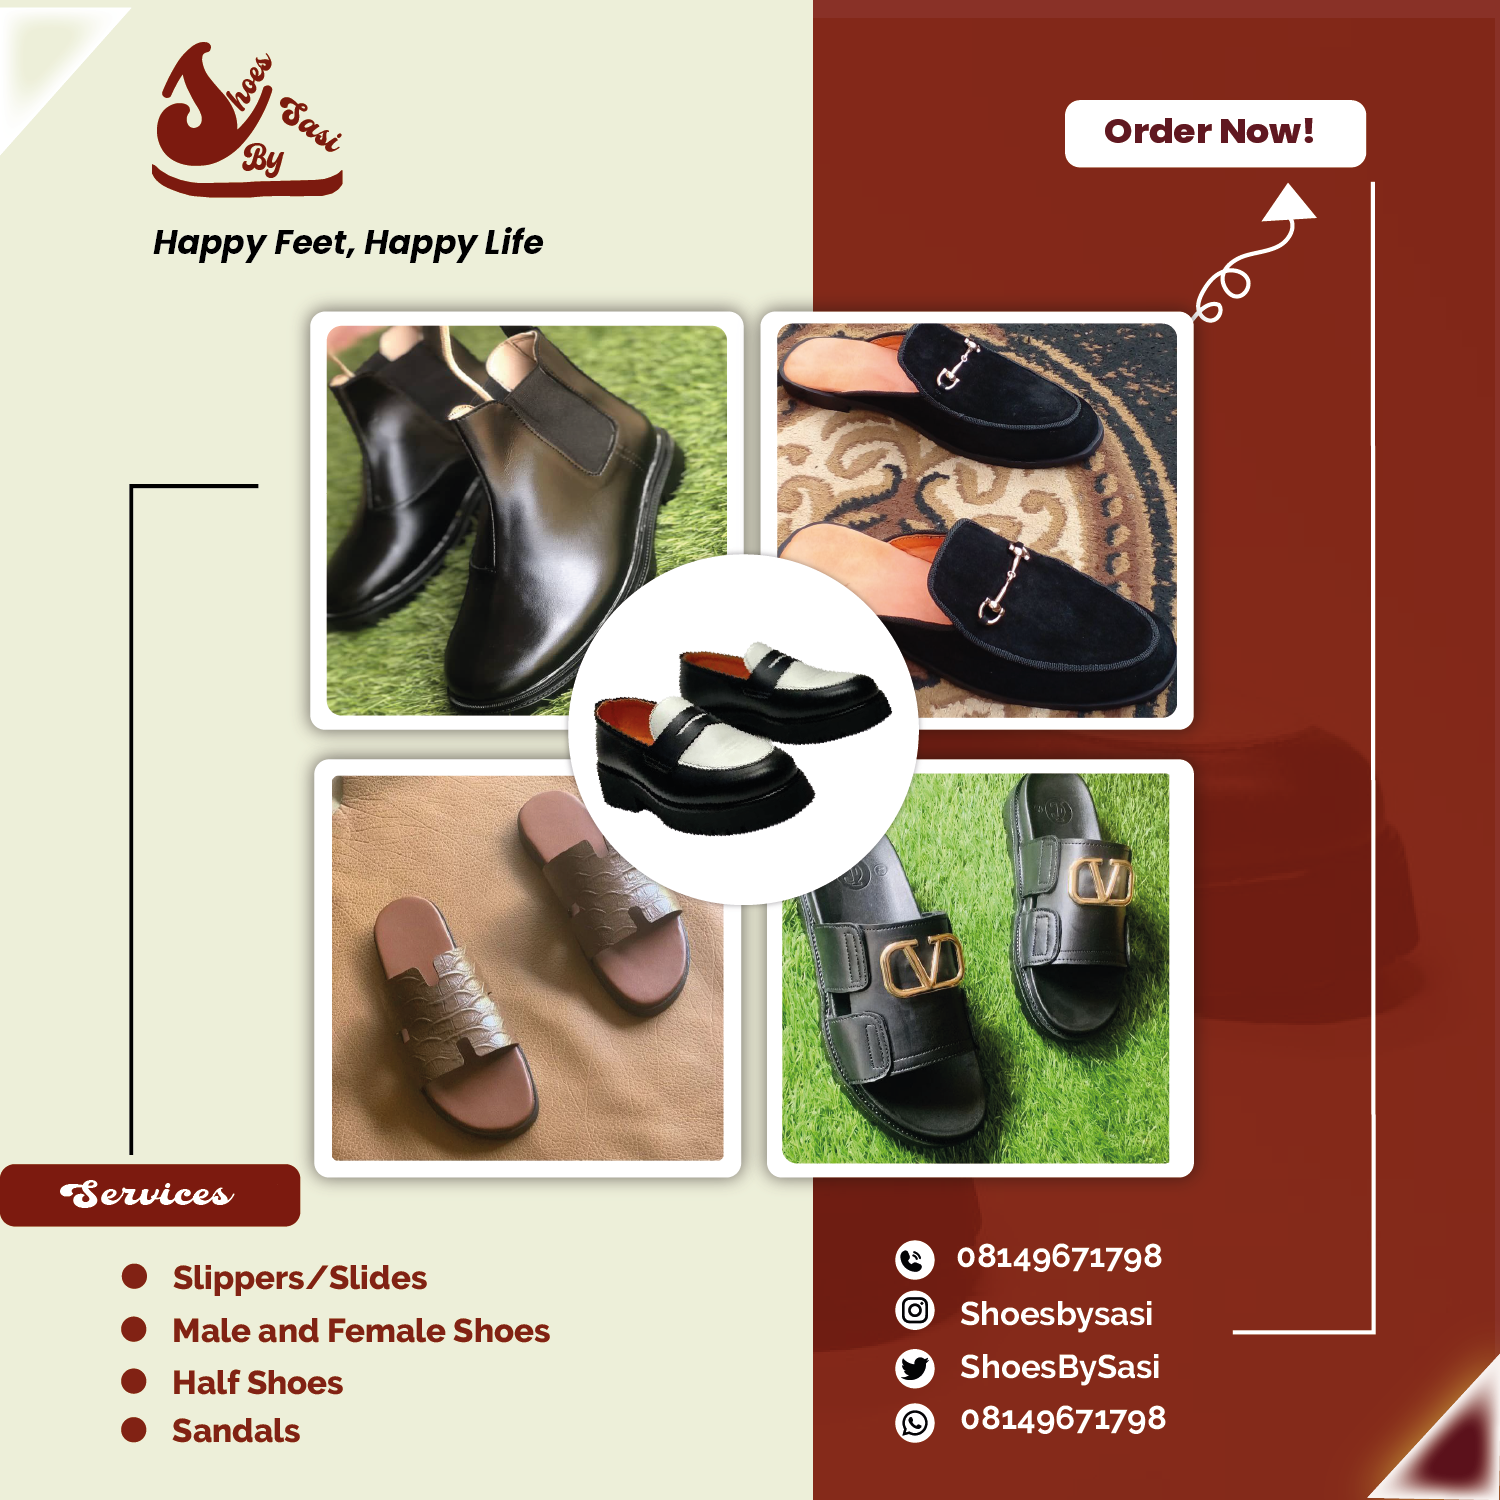 Shoes
By Sasi
Happy Feet, Happy Life
Order Now!
Services
Slippers/Slides
Male and Female Shoes
Half Shoes
Sandals
08149671798
Shoesbysasi
ShoesBySasi
08149671798